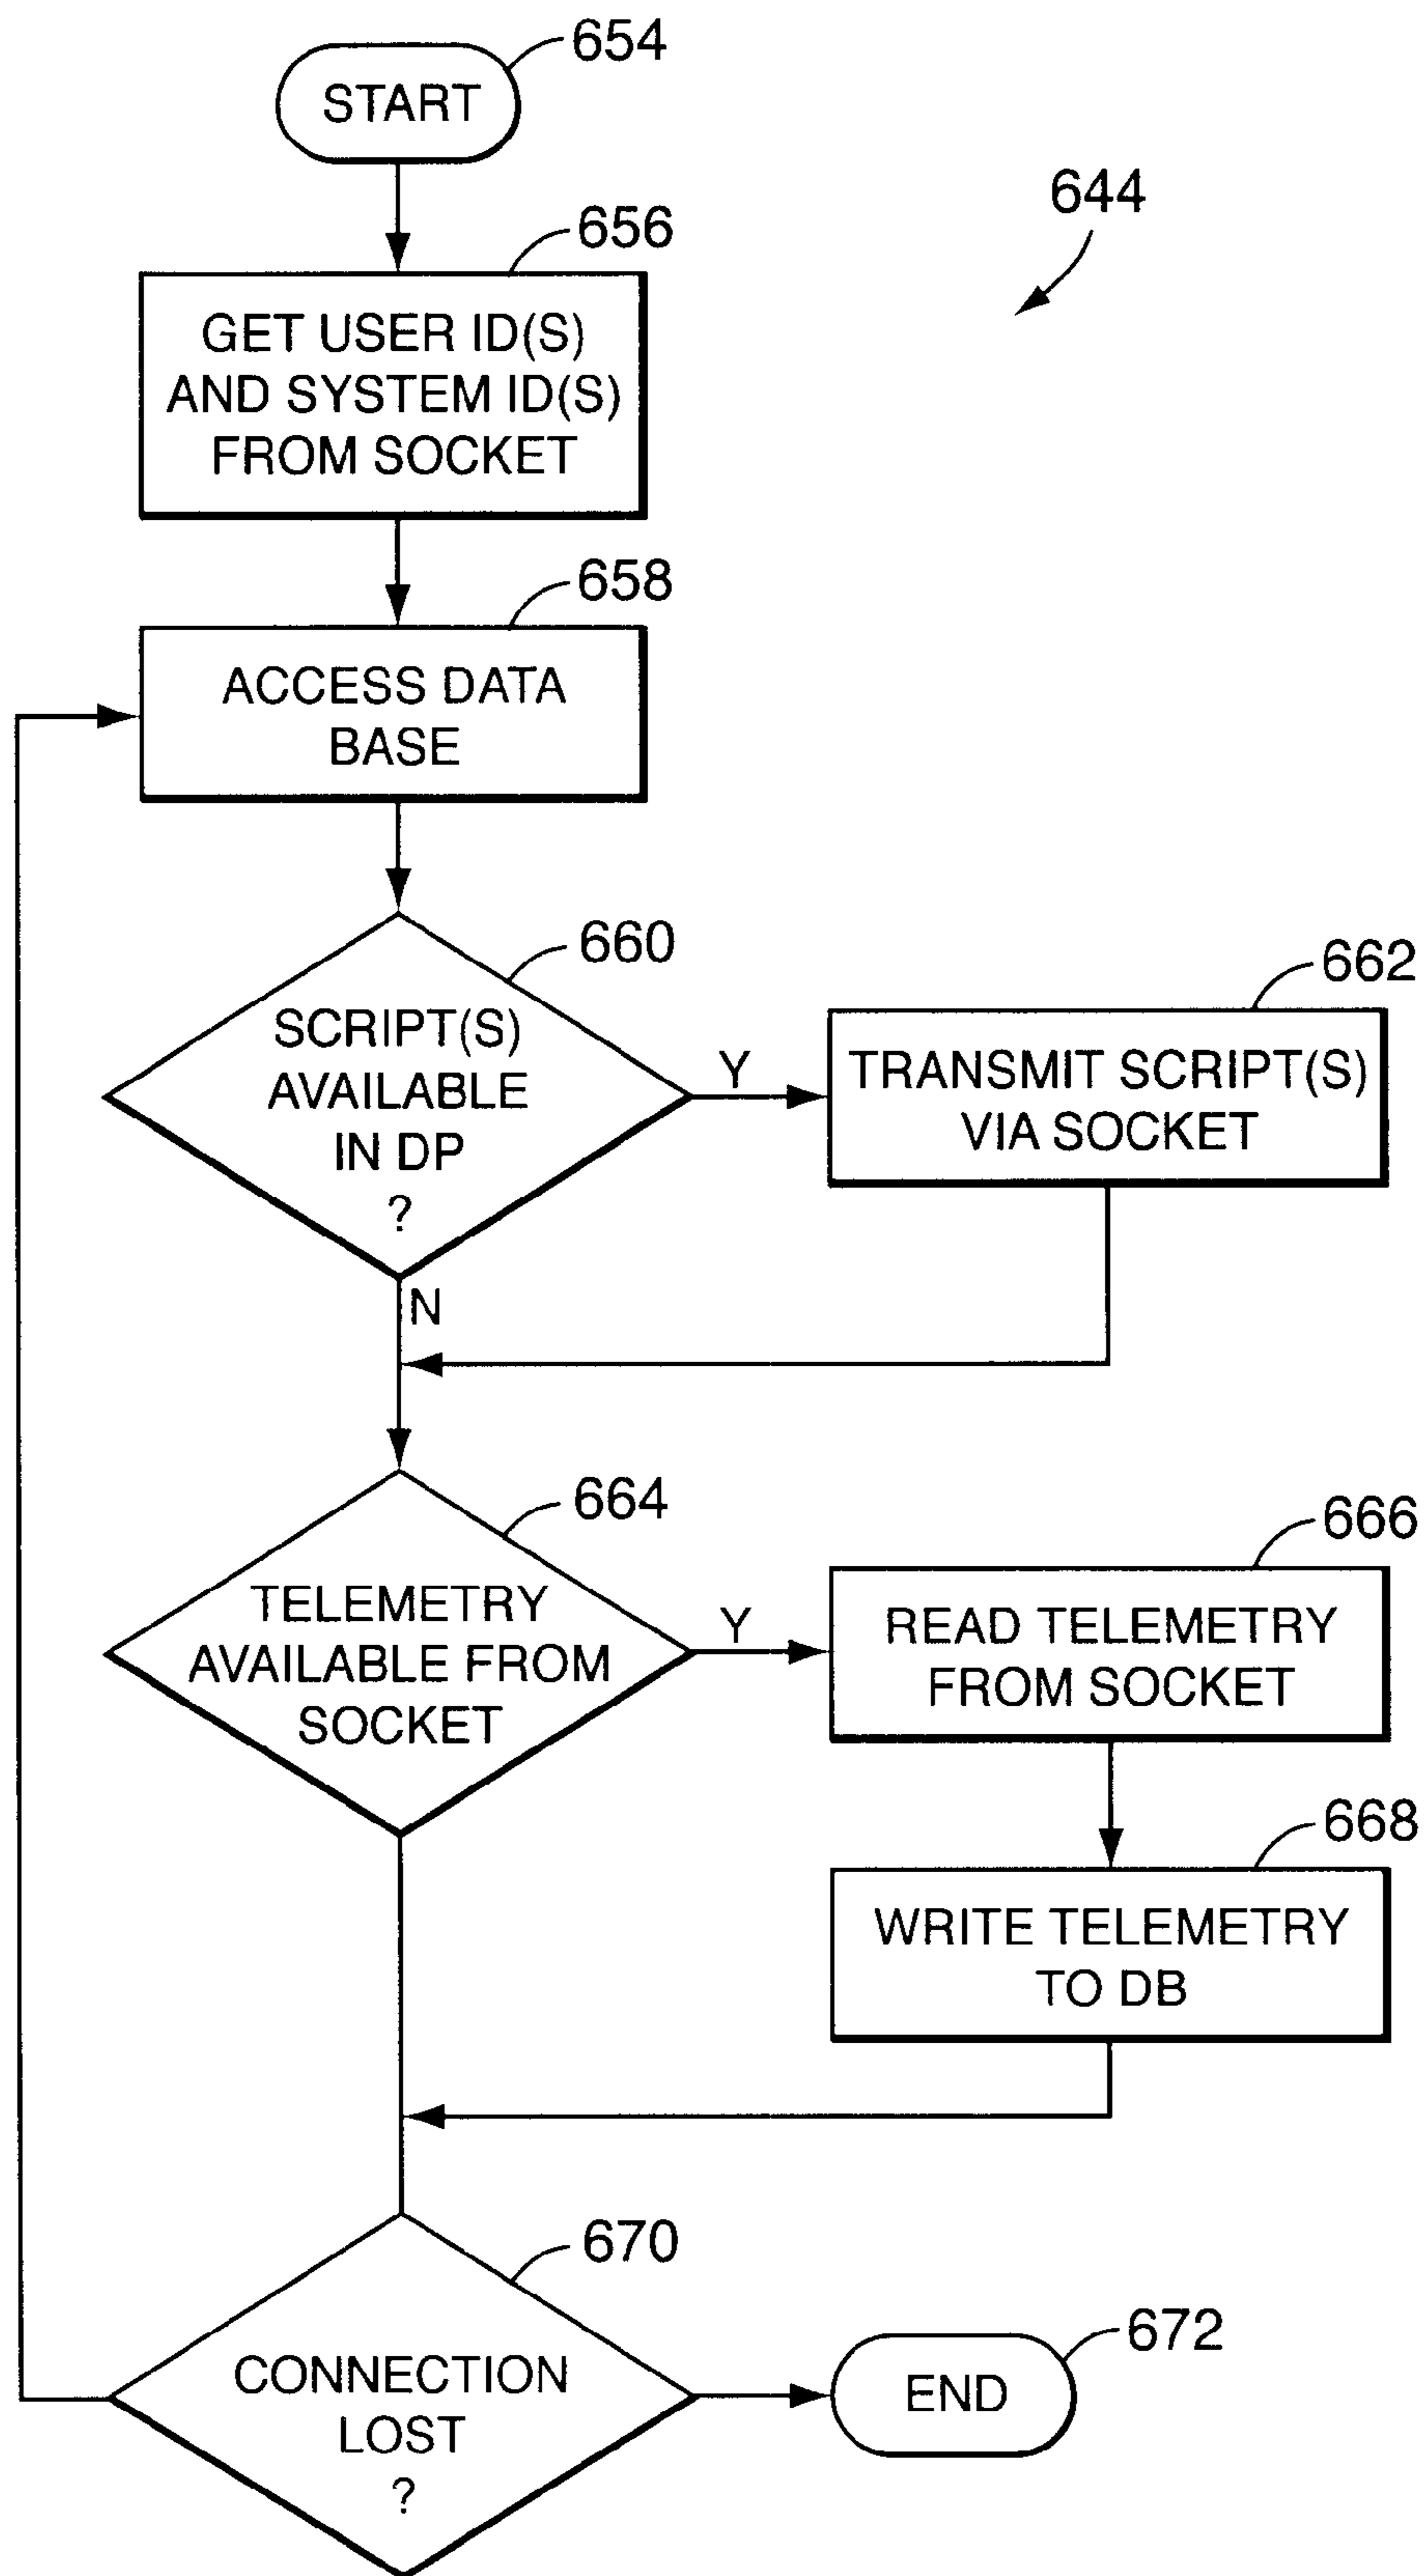 654
START
644
656
GET USER ID(S)
AND SYSTEM ID(S)
FROM SOCKET
658
ACCESS DATA
BASE
660
SCRIPT(S)
AVAILABLE
IN DP
?
Y
662
TRANSMIT SCRIPT(S)
VIA SOCKET
N
664
TELEMETRY
AVAILABLE FROM
SOCKET
Y
666
READ TELEMETRY
FROM SOCKET
668
WRITE TELEMETRY
TO DB
670
CONNECTION
LOST
?
672
END